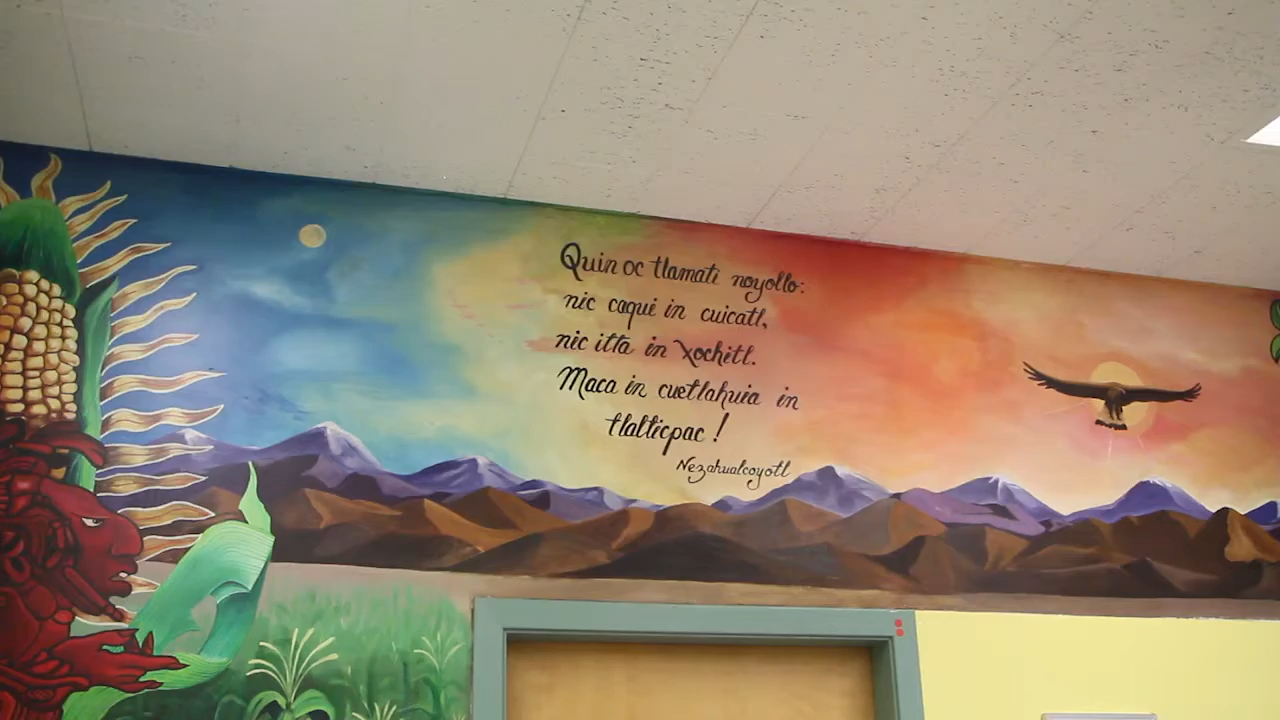 Quin oc tlamati noyollo:
nic caqui in cuicatl,
nic itta in Xochitl.
Maca in cuetlahuia in
tlalticpac!
Nezahualcoyotl